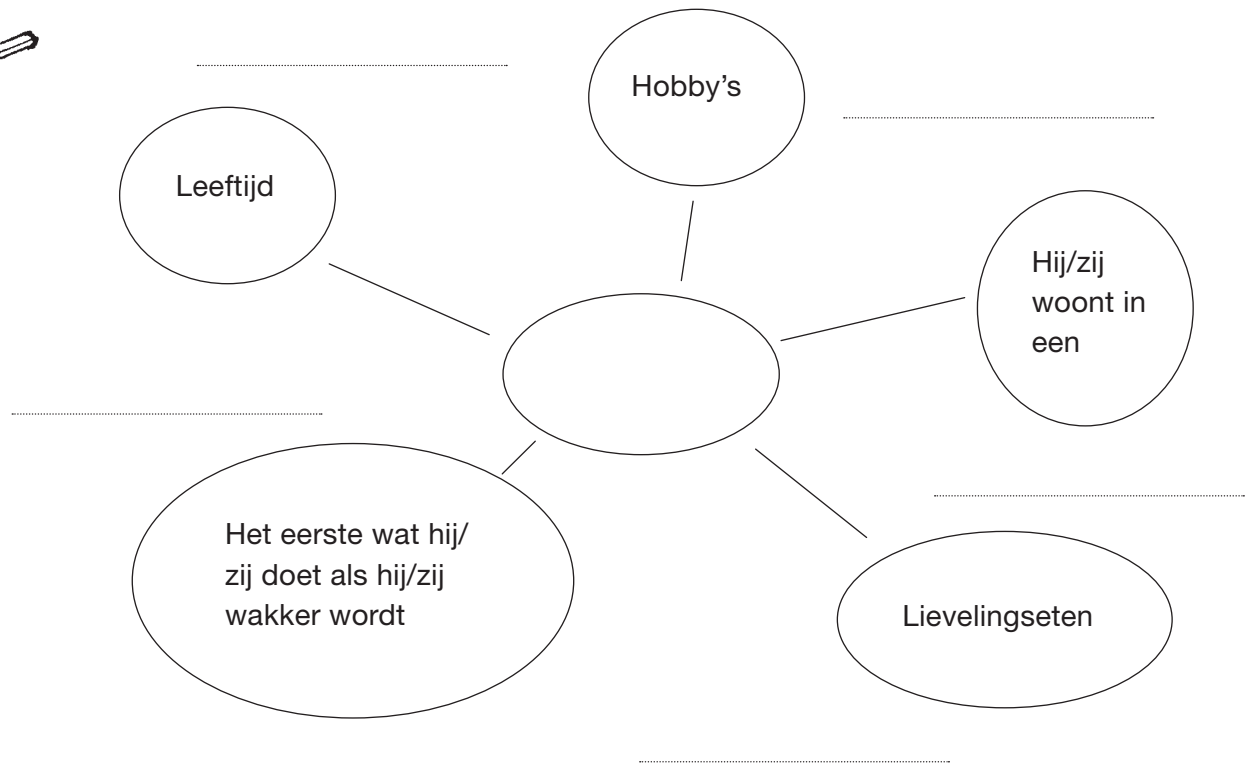 Hobby's
Leeftijd
Hij/zij
woont in
een
Het eerste wat hij/
zij doet als hij/zij
wakker wordt
Lievelingseten